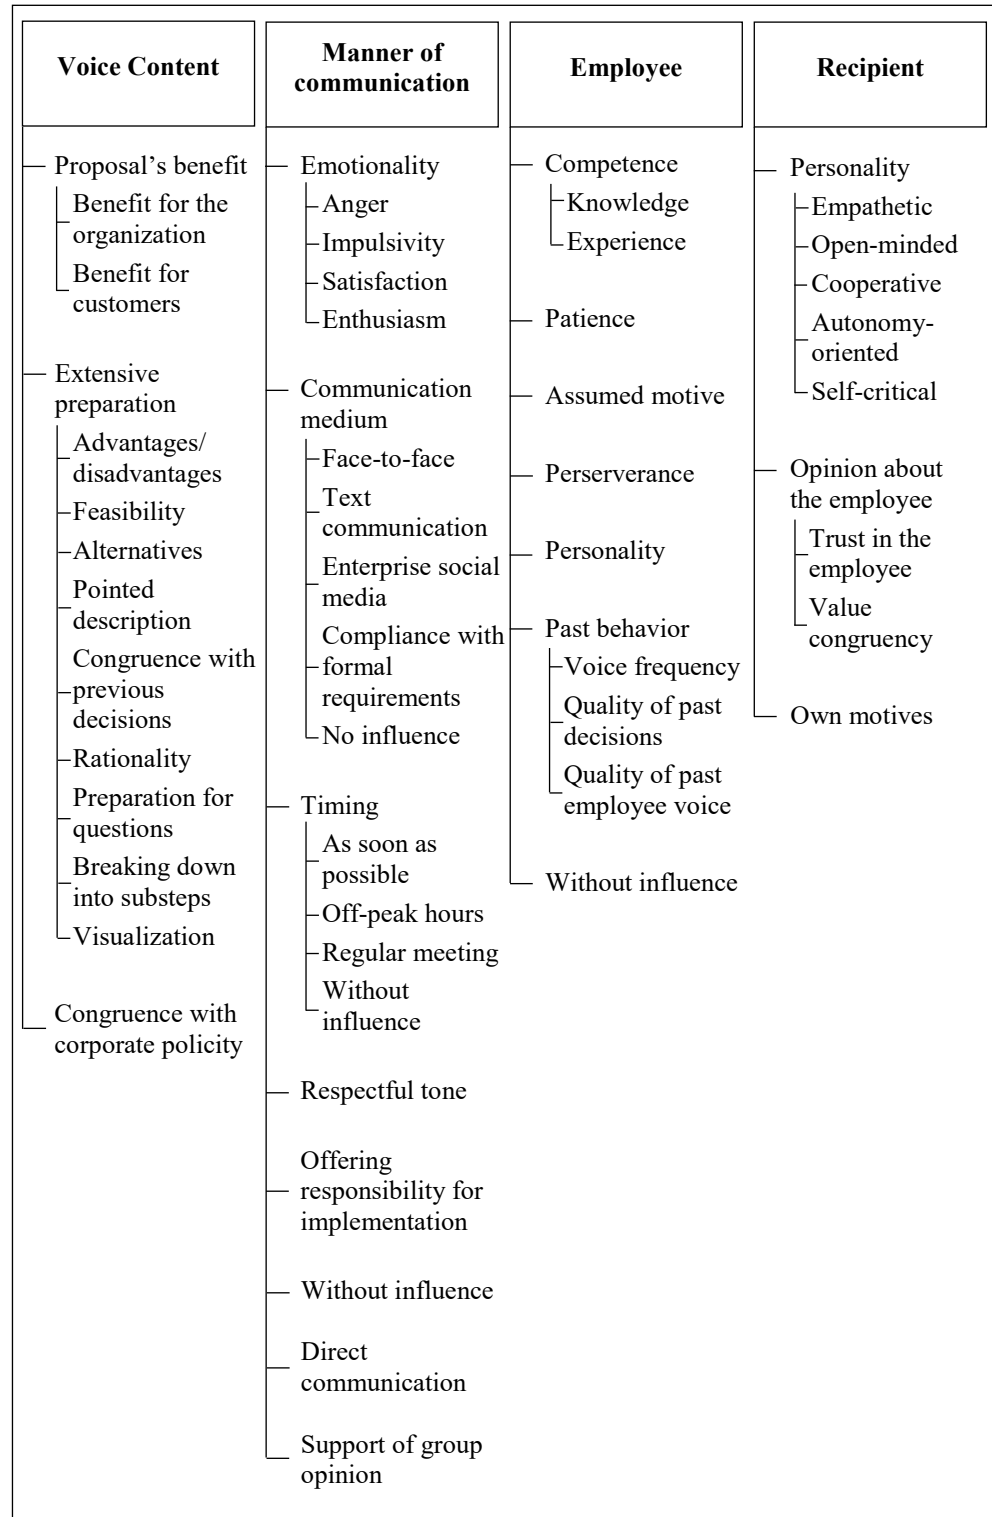 Voice Content
Proposal's benefit
Benefit for the
organization
Benefit for
customers
Extensive
preparation
Advantages/
disadvantages
Feasibility
Alternatives
Pointed
description
Congruence with
previous
decisions
Rationality
Preparation for
questions
Breaking down
into substeps
Visualization
Congruence with
corporate policity
Manner of
communication
Emotionality
Anger
Impulsivity
Satisfaction
Enthusiasm
Communication
medium
Face-to-face
Text
communication
Enterprise social
media
Compliance with
formal
requirements
No influence
Timing
As soon as
possible
Off-peak hours
Regular meeting
Without
influence
Respectful tone
Offering
responsibility for
implementation
Without influence
Direct
communication
Support of group
opinion
Employee
Competence
Knowledge
Experience
Patience
Assumed motive
Perserverance
Personality
Past behavior
Voice frequency
Quality of past
decisions
Quality of past
employee voice
Without influence
Recipient
Personality
Empathetic
Open-minded
Cooperative
Autonomy-
oriented
Self-critical
Opinion about
the employee
Trust in the
employee
Value
congruency
Own motives